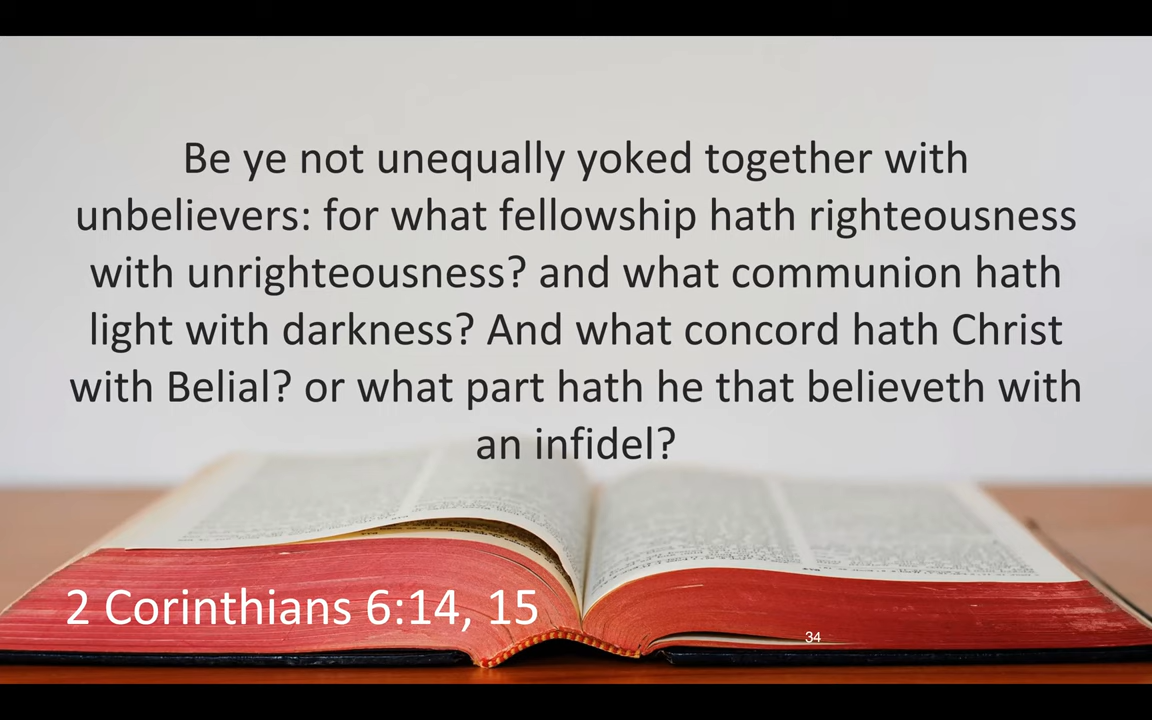 Be ye not unequally yoked together with
unbelievers: for what fellowship hath righteousness
with unrighteousness? and what communion hath
light with darkness? And what concord hath Christ
with Belial? or what part hath he that believeth with
an infidel?
2 Corinthians 6:14, 15
34